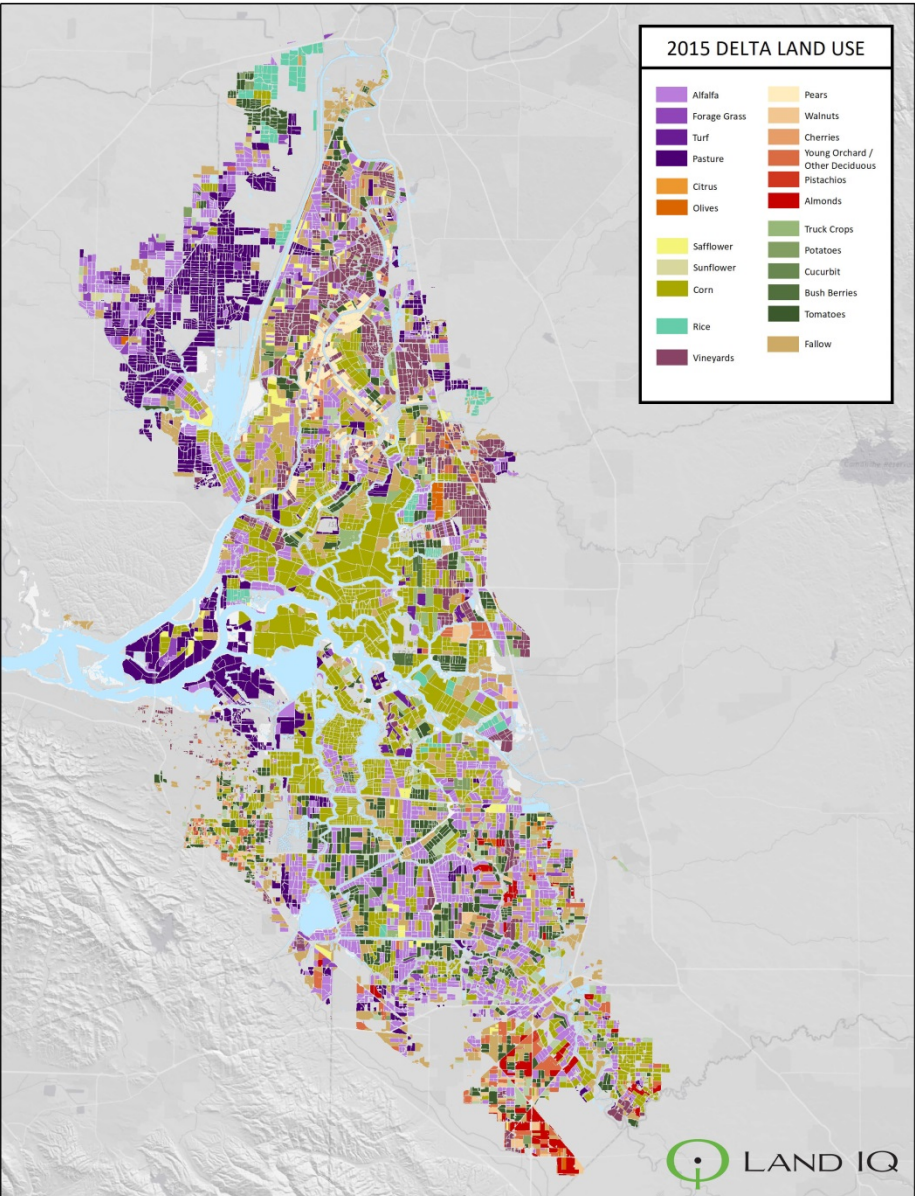 2015 DELTA LAND USE
Alfalfa
Forage Grass
Turf
Pasture
Citrus
Olives
Safflower
Sunflower
Corn
Rice
Vineyards
Pears
Walnuts
Cherries
Young Orchard /
Other Deciduous
Pistachios
Almonds
Truck Crops
Potatoes
Cucurbit
Bush Berries
Tomatoes
Fallow
LAND IQ